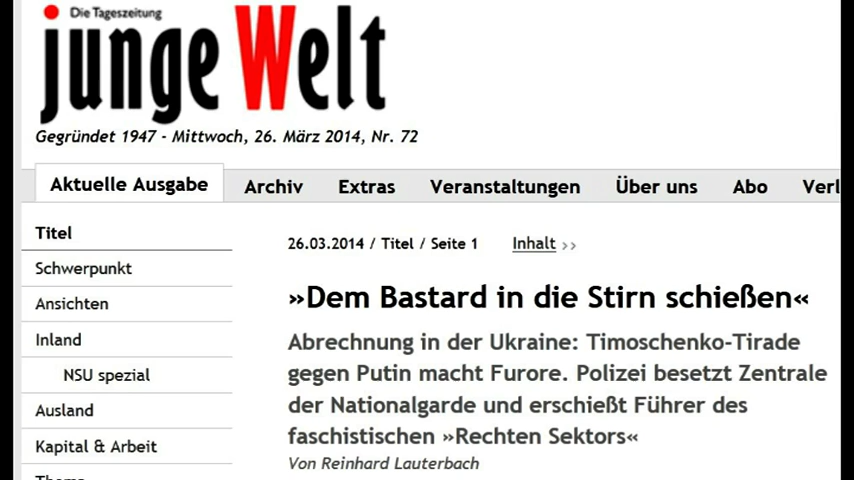 Die Tageszeitung
junge Welt
Gegründet 1947 - Mittwoch, 26. März 2014, Nr. 72
Aktuelle Ausgabe Archiv Extras Veranstaltungen Über uns Abo Verl
Titel
26.03.2014 / Titel / Seite 1 Inhalt >>
Schwerpunkt
Ansichten
Inland
NSU spezial
Ausland
Kapital & Arbeit
»Dem Bastard in die Stirn schießen«
Abrechnung in der Ukraine: Timoschenko-Tirade
gegen Putin macht Furore. Polizei besetzt Zentrale
der Nationalgarde und erschießt Führer des
faschistischen »Rechten Sektors«
Von Reinhard Lauterbach